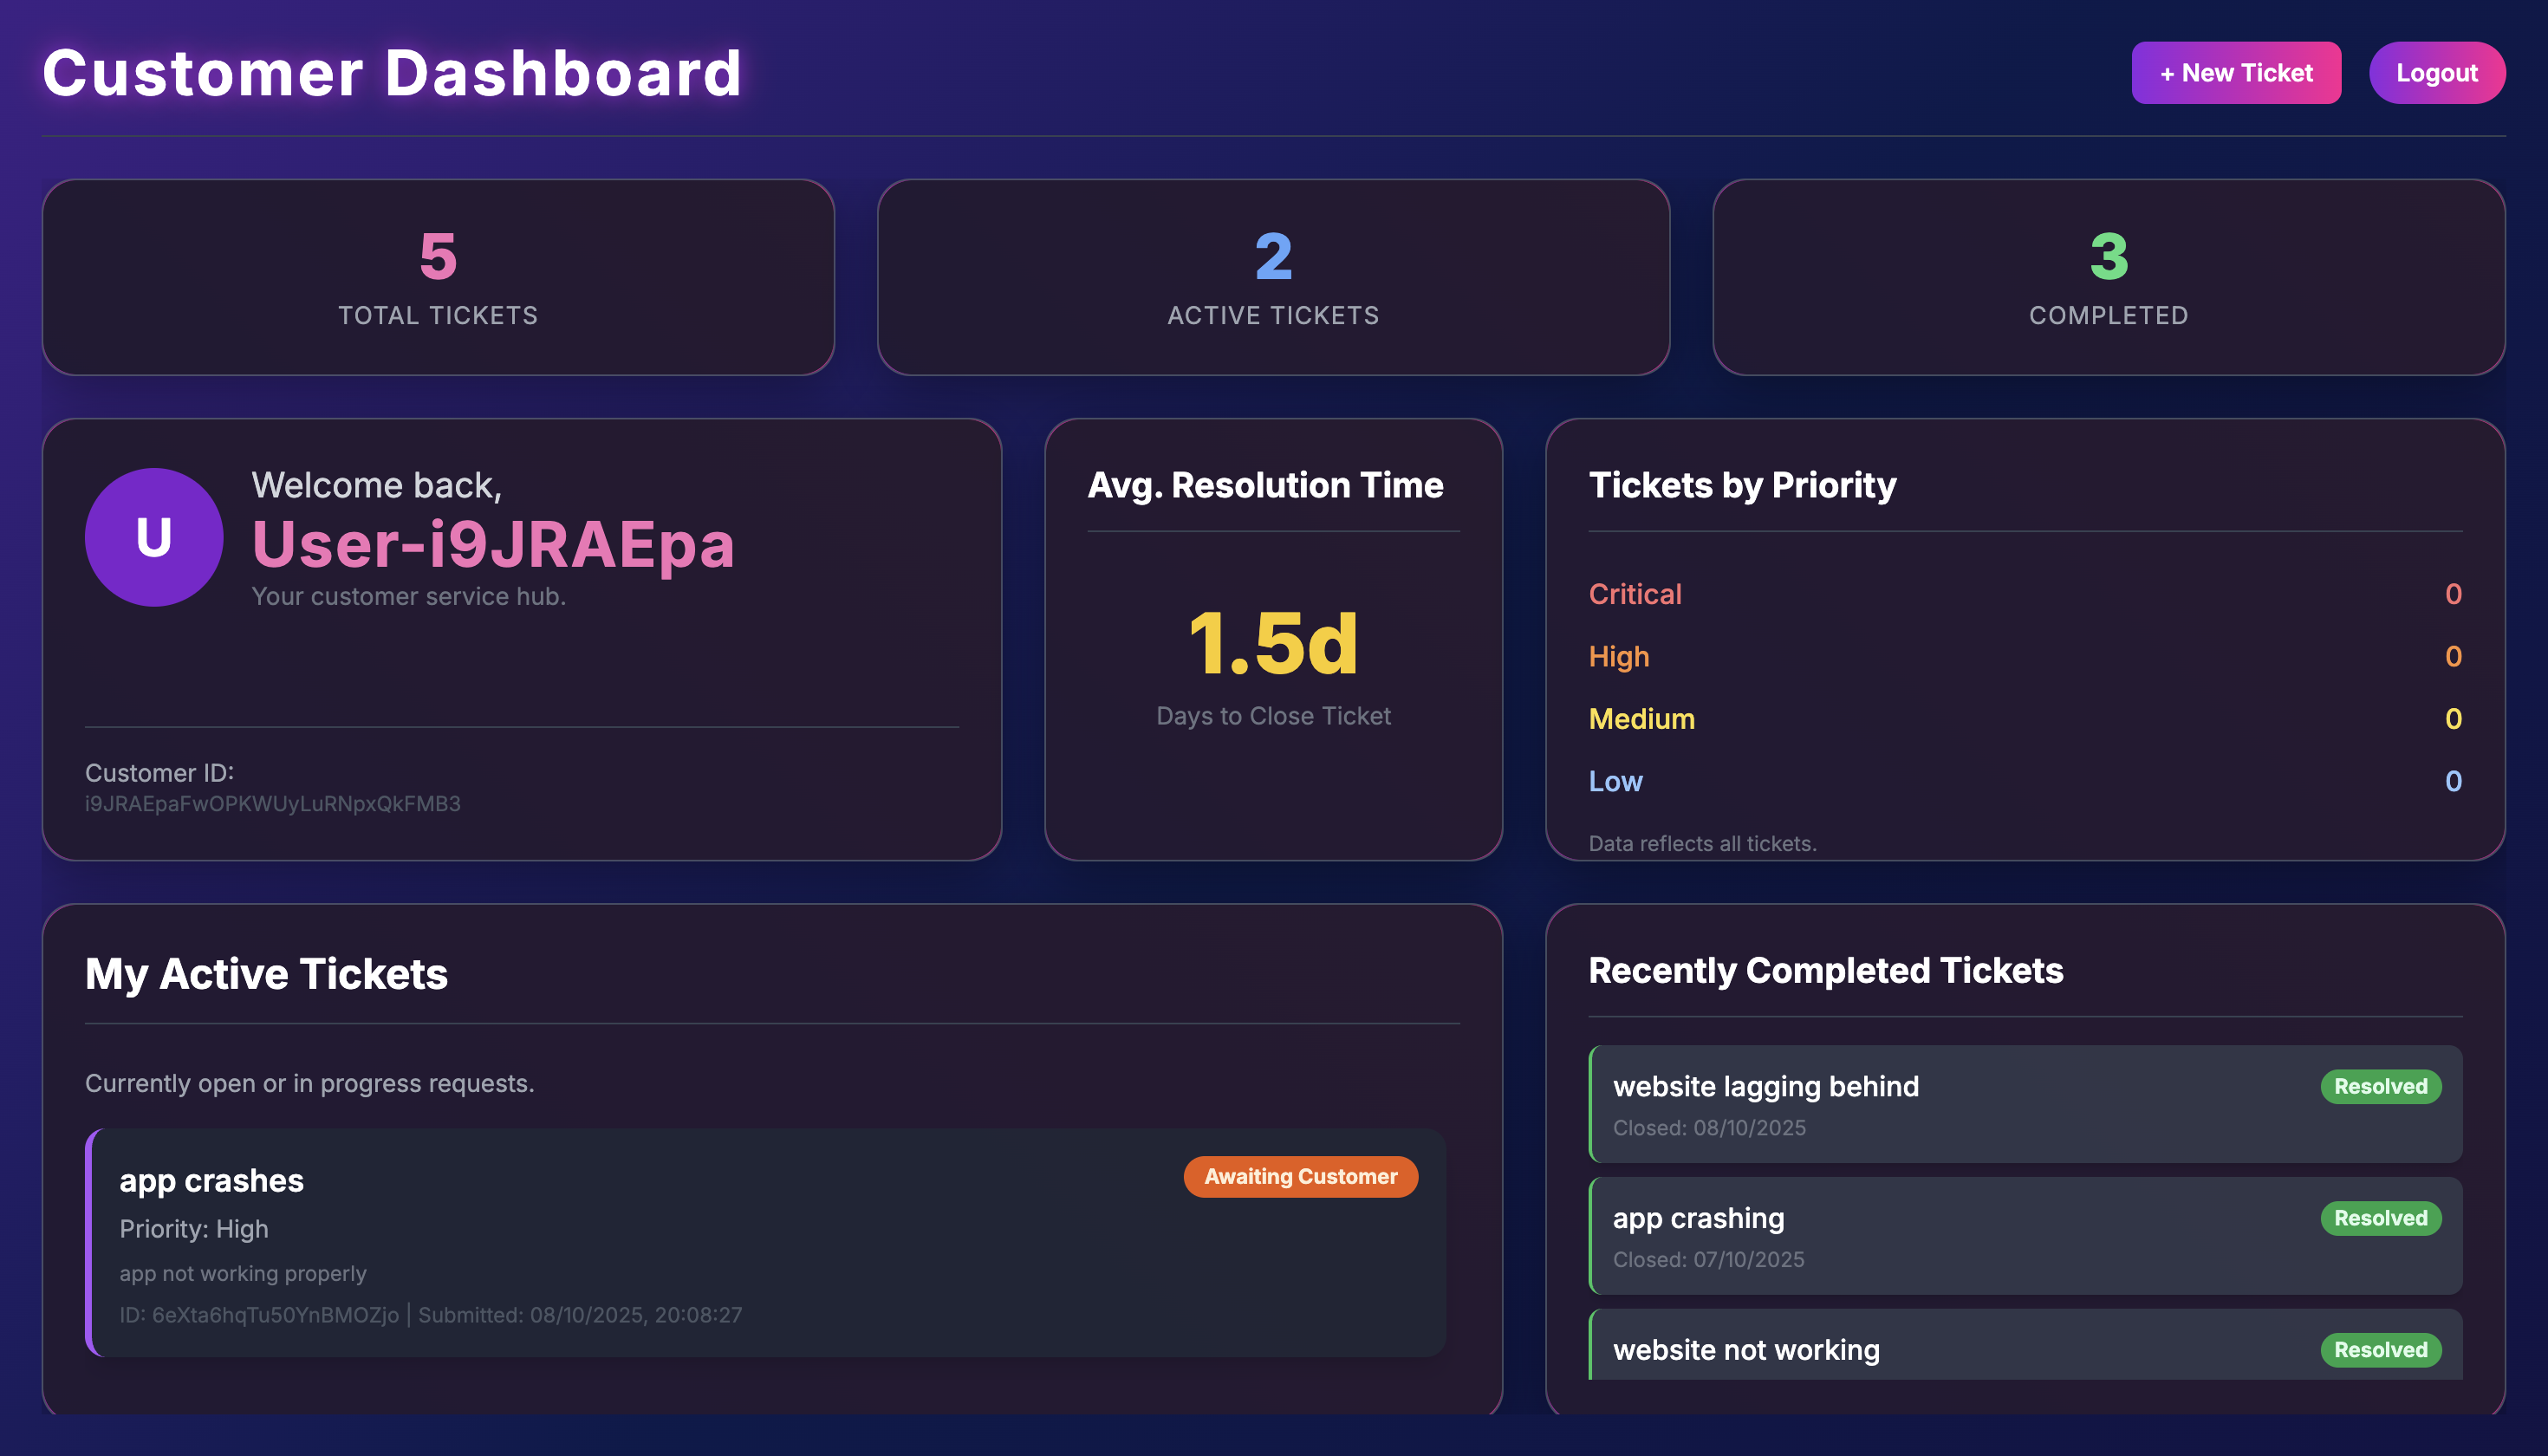 Customer Dashboard
+ New Ticket
Logout
5
TOTAL TICKETS
2
ACTIVE TICKETS
3
COMPLETED
U
Welcome back,
User-i9JRAEpa
Your customer service hub.
Customer ID:
i9JRAEpaFwOPKWUyLuRNpxQkFMB3
Avg. Resolution Time
1.5d
Days to Close Ticket
Tickets by Priority
Critical 0
High 0
Medium 0
Low 0
Data reflects all tickets.
My Active Tickets
Currently open or in progress requests.
app crashes
Awaiting Customer
Priority: High
app not working properly
ID: 6eXta6hqTu50YnBMOZjo | Submitted: 08/10/2025, 20:08:27
Recently Completed Tickets
website lagging behind
Resolved
Closed: 08/10/2025
app crashing
Resolved
Closed: 07/10/2025
website not working
Resolved